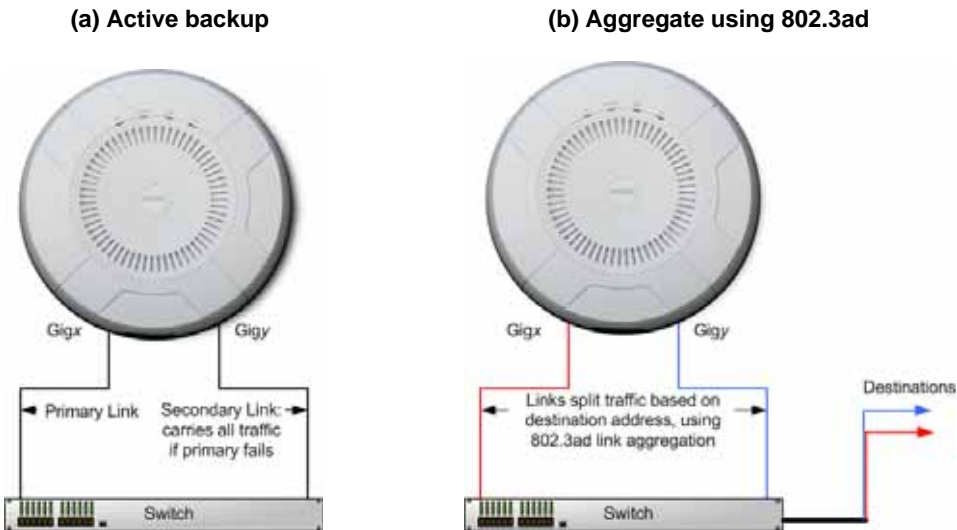 (a) Active backup
(b) Aggregate using 802.3ad
Gigx
Gigy
Primary Link
Secondary Link:
carries all traffic
if primary fails
Switch
Gigx
Gigy
Links split traffic based on
destination address, using
802.3ad link aggregation
Destinations
Switch